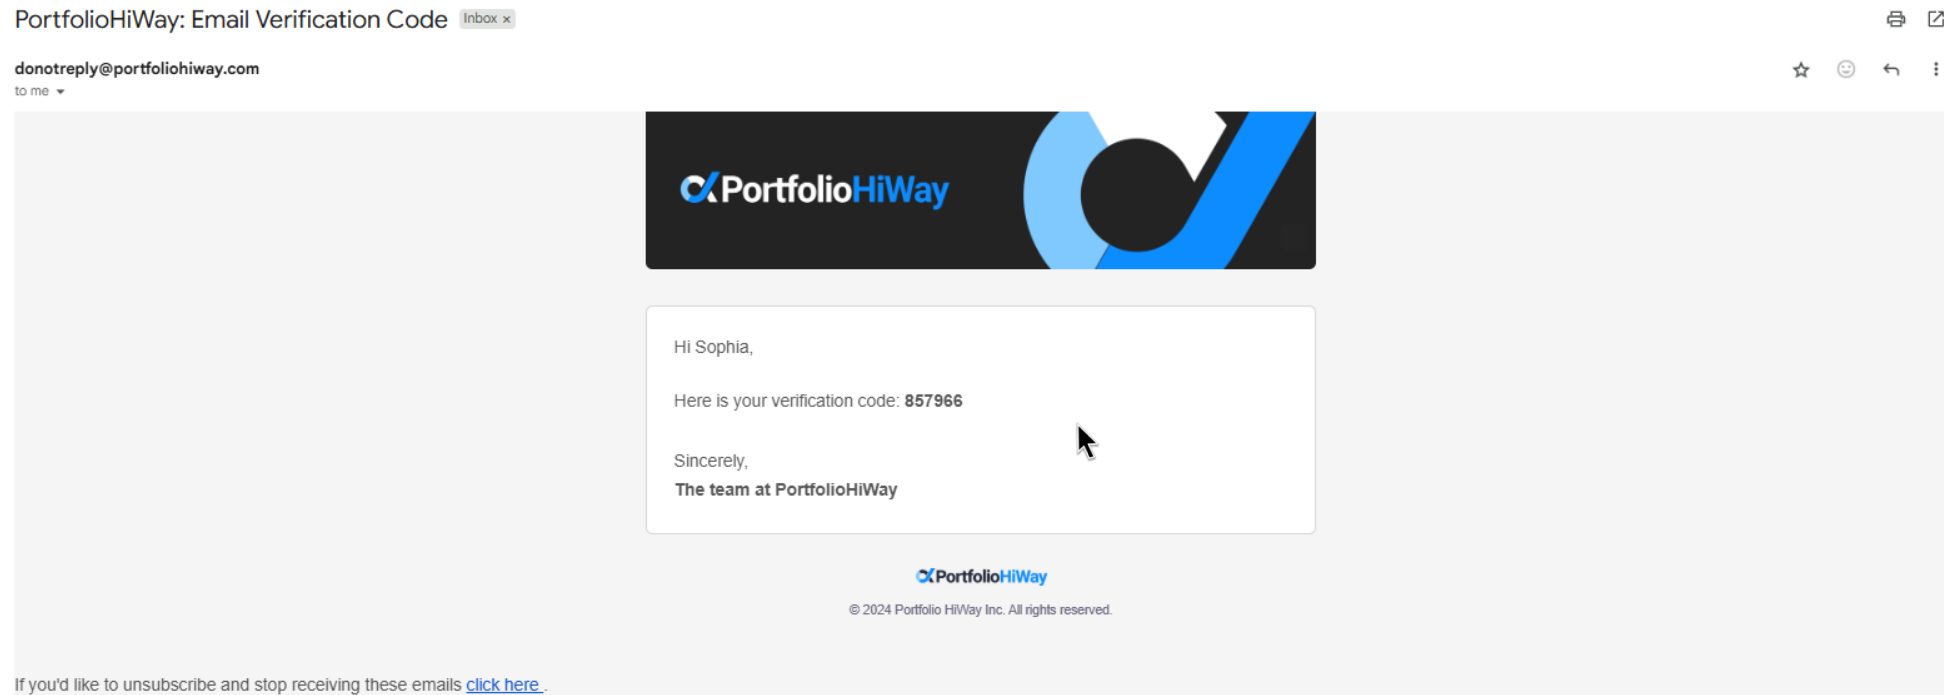 PortfolioHiWay: Email Verification Code Inbox ×
donotreply@portfoliohiway.com
to me
PortfolioHiWay
Hi Sophia,
Here is your verification code: 857966
Sincerely,
The team at PortfolioHiWay
PortfolioHiWay
© 2024 Portfolio HiWay Inc. All rights reserved.
If you'd like to unsubscribe and stop receiving these emails click here .